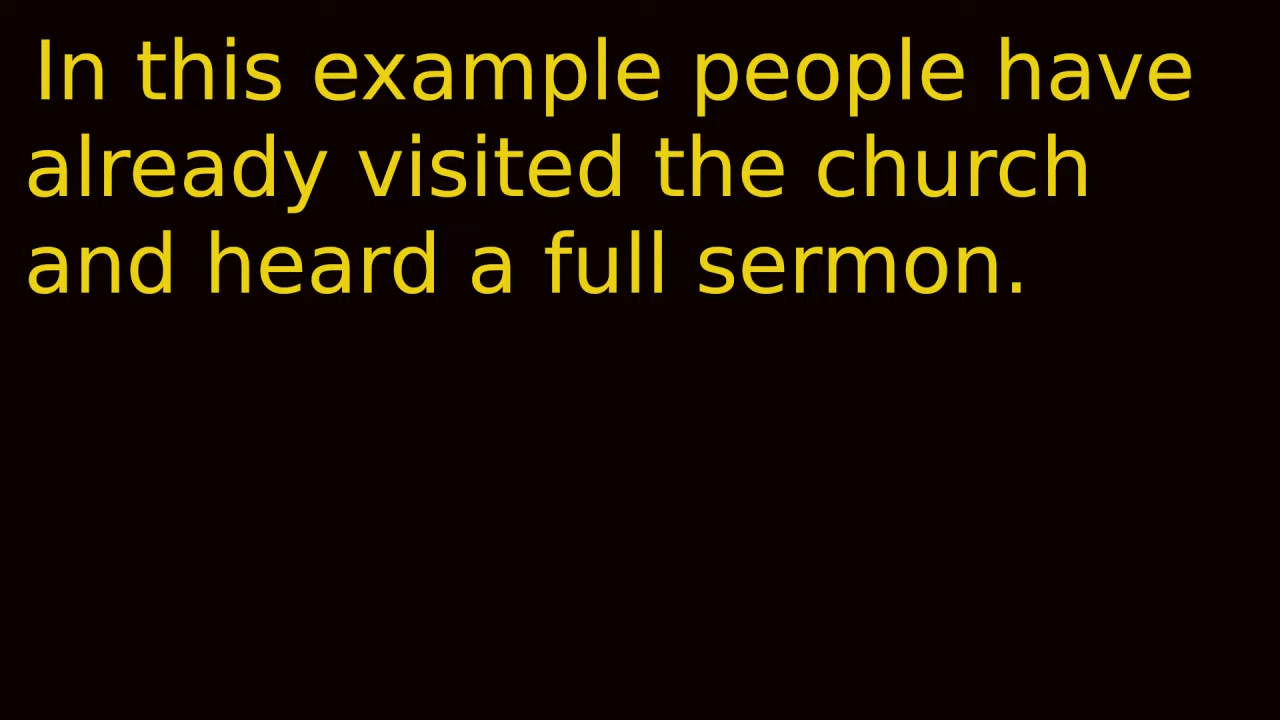 In this example people have
already visited the church
and heard a full sermon.